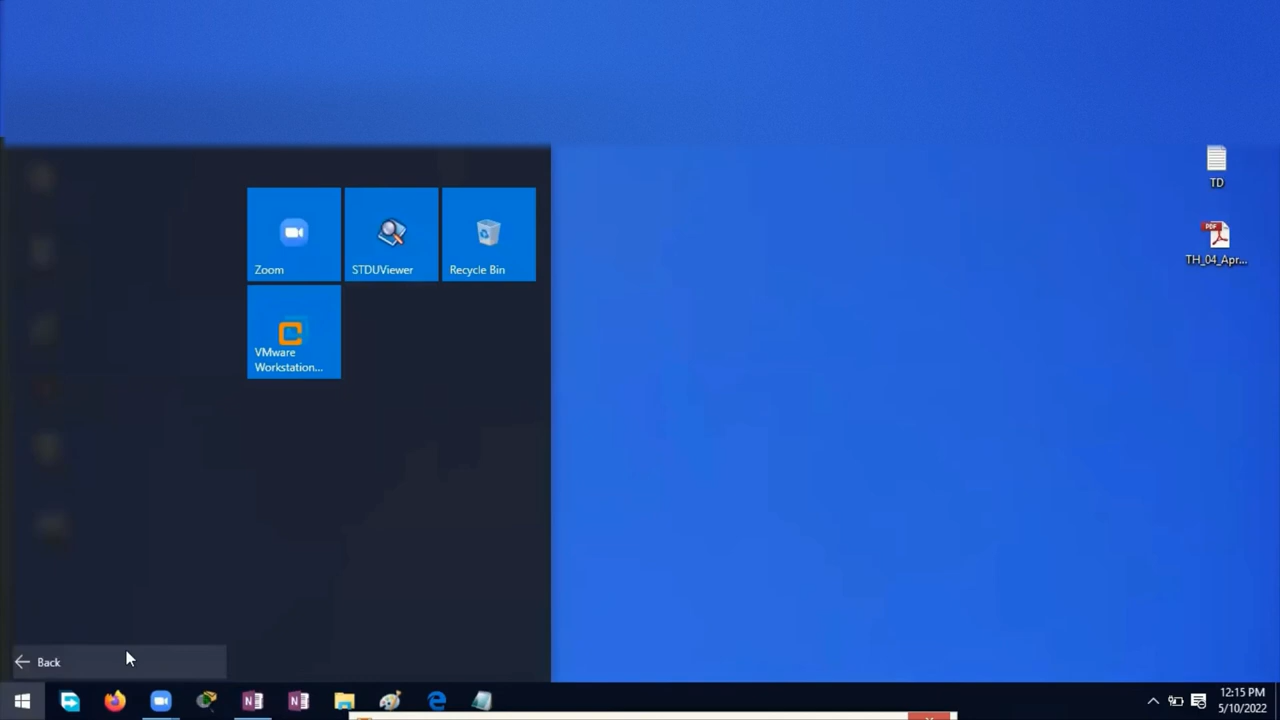 TD
TH_04_Apr...
Zoom
STDUViewer
Recycle Bin
VMware
Workstation...
Back
12:15 PM
5/10/2022